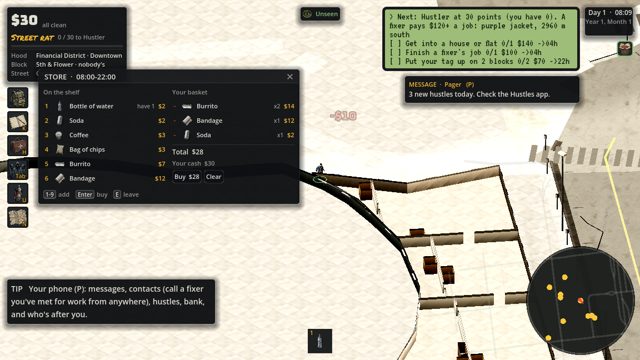 $30 all clean
STREET RAT 0 / 30 to Hustler
Hood Financial District · Downtown
Block 5th & Flower · nobody's
Street
Unseen
> Next: Hustler at 30 points (you have 0). A
fixer pays $120+ a job: purple jacket, 2960 m
south
[ ] Get into a house or flat 0/1 $140 ->04h
[ ] Finish a fixer's job 0/1 $100 ->04h
[ ] Put your tag up on 2 blocks 0/2 $70 ->22h
Day 1 · 08:09
Year 1, Month 1
MESSAGE · Pager (P)
3 new hustles today. Check the Hustles app.
STORE · 08:00-22:00
On the shelf
1 Bottle of water have 1 $2
2 Soda $2
3 Coffee $3
4 Bag of chips $4
5 Burrito $7
6 Bandage $12
1-9 add Enter buy E leave
Your basket
- Burrito x2 $14
- Bandage x1 $12
- Soda x1 $2
Total $28
Your cash $30
Buy $28 Clear
-$10
H
Tab
U
TIP Your phone (P): messages, contacts (call a fixer
you've met for work from anywhere), hustles, bank,
and who's after you.
1